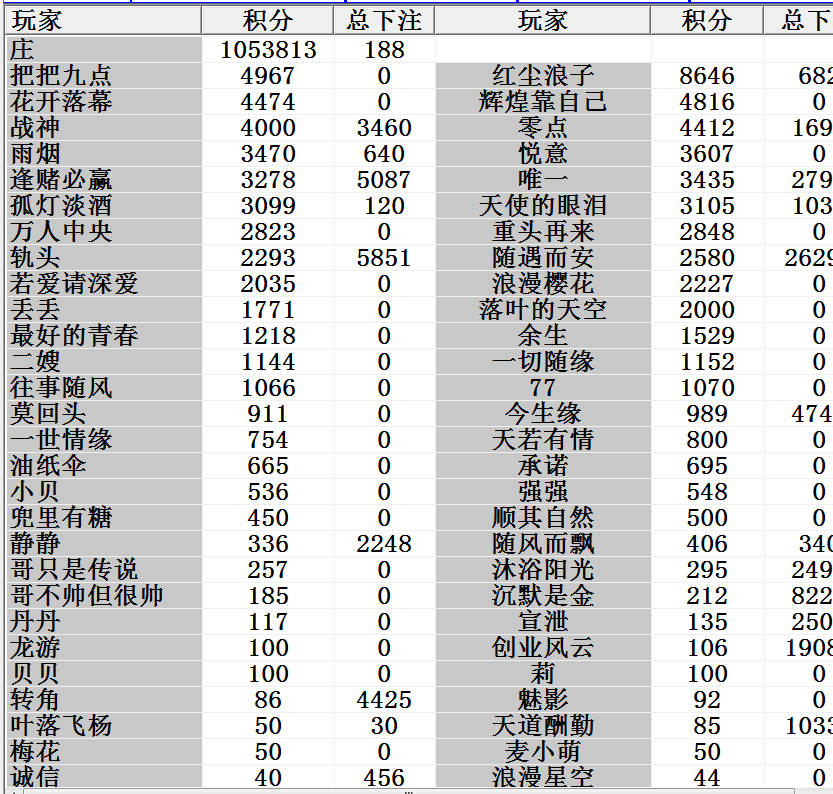 玩家 积分 总下注 玩家 积分 总下
庄 1053813 188
把把九点 4967 0 红尘浪子 8646 682
花开落幕 4474 0 辉煌靠自己 4816 0
战神 4000 3460 零点 4412 169
雨烟 3470 640 悦意 3607 0
逢赌必赢 3278 5087 唯一 3435 279
孤灯淡酒 3099 120 天使的眼泪 3105 103
万人中央 2823 0 重头再来 2848 0
轨头 2293 5851 随遇而安 2580 2629
若爱请深爱 2035 0 浪漫樱花 2227 0
丢丢 1771 0 落叶的天空 2000 0
最好的青春 1218 0 余生 1529 0
二嫂 1144 0 一切随缘 1152 0
往事随风 1066 0 77 1070 0
莫回头 911 0 今生缘 989 474
一世情缘 754 0 天若有情 800 0
油纸伞 665 0 承诺 695 0
小贝 536 0 强强 548 0
兜里有糖 450 0 顺其自然 500 0
静静 336 2248 随风而飘 406 340
哥只是传说 257 0 沐浴阳光 295 249
哥不帅但很帅 185 0 沉默是金 212 822
丹丹 117 0 宣泄 135 250
龙游 100 0 创业风云 106 1908
贝贝 100 0 莉 100 0
转角 86 4425 魅影 92 0
叶落飞杨 50 30 天道酬勤 85 1033
梅花 50 0 麦小萌 50 0
诚信 40 456 浪漫星空 44 0